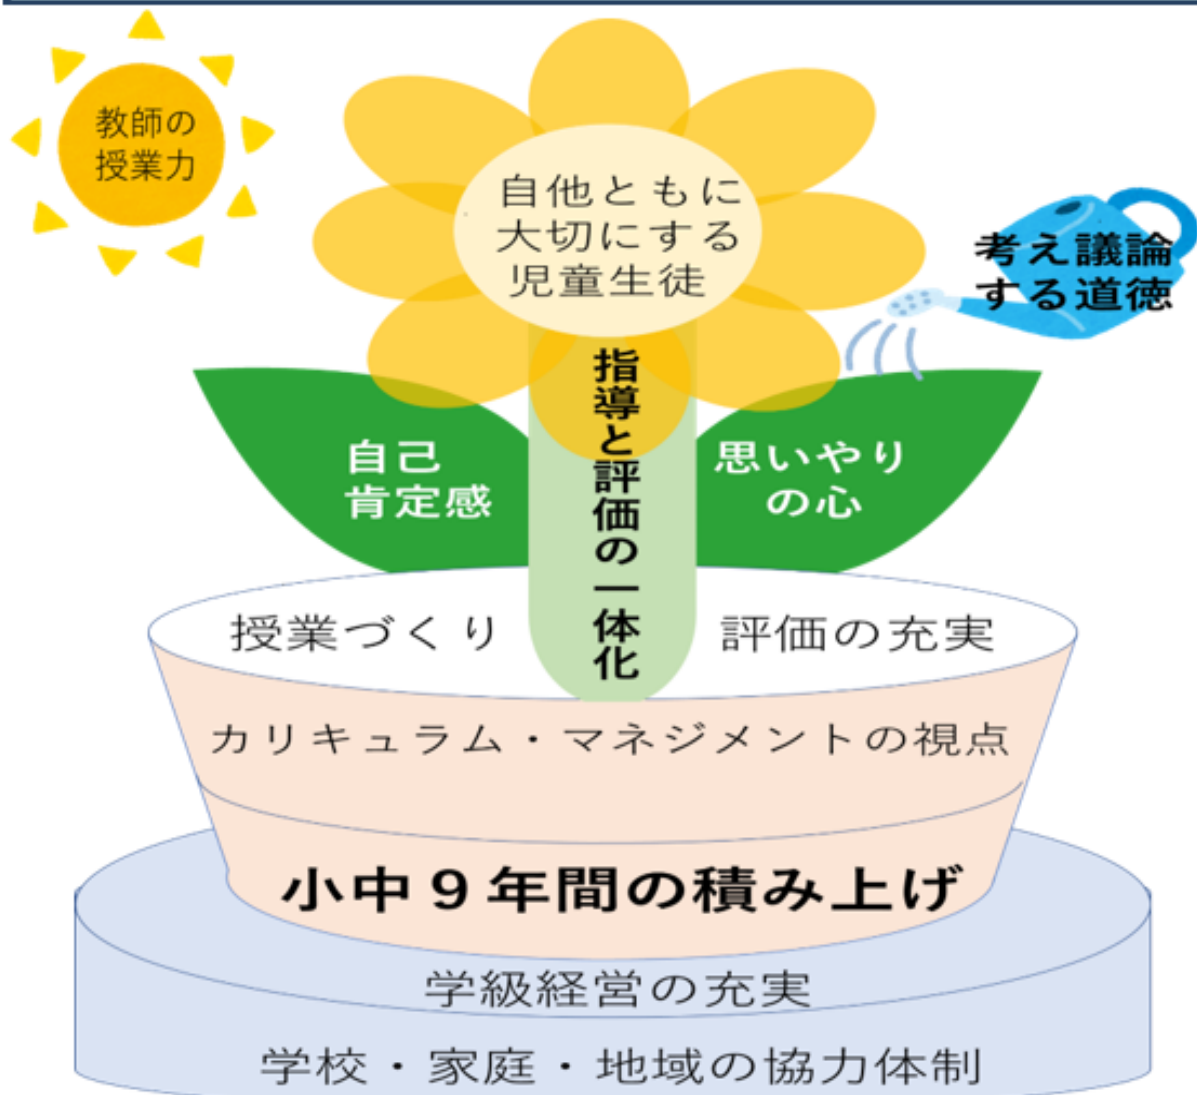 教師の
授業力
自他ともに
大切にする
児童生徒
考え議論
する道徳
指導と評価の一体化
自己
肯定感
思いやり
の心
授業づくり
評価の充実
カリキュラム・マネジメントの視点
小中９年間の積み上げ
学級経営の充実
学校・家庭・地域の協力体制